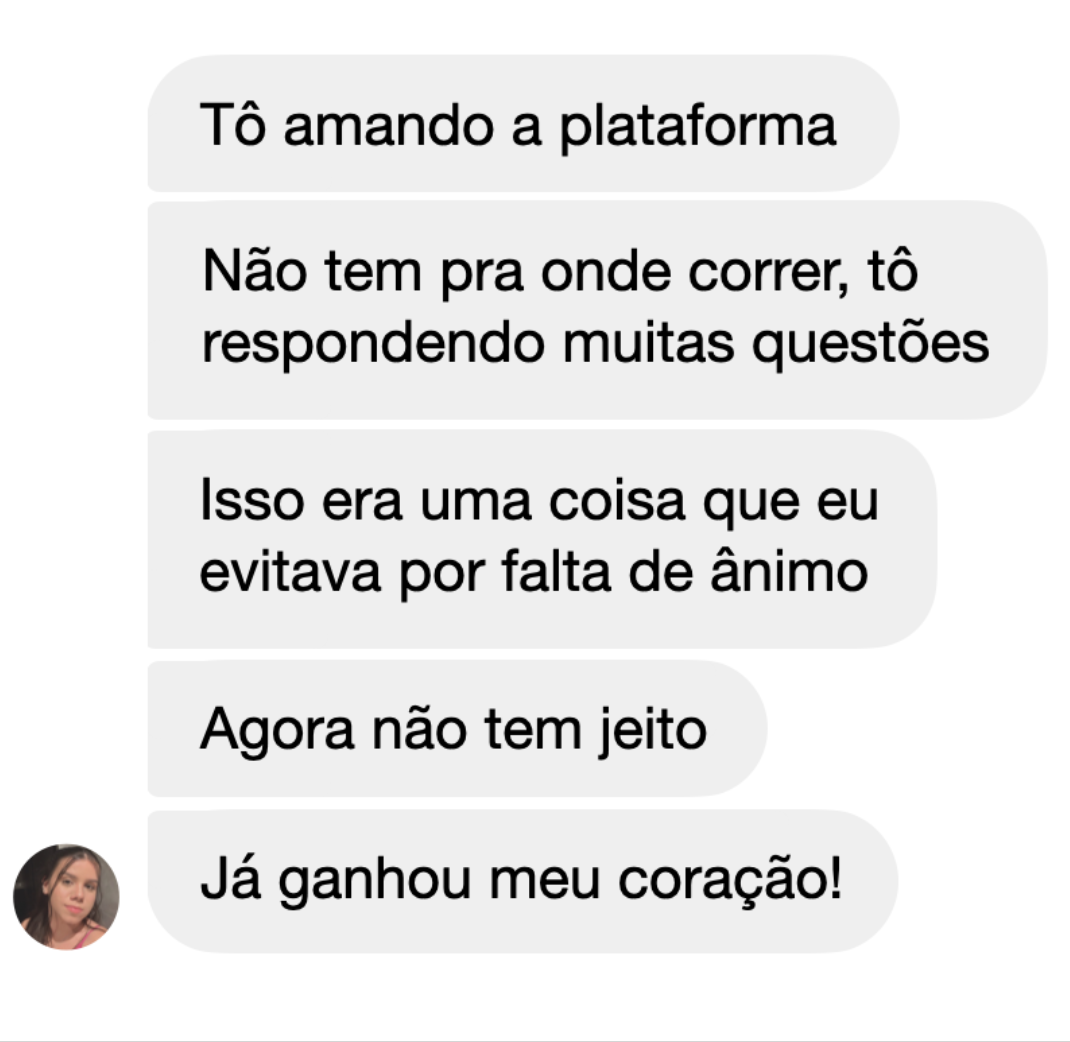 Tô amando a plataforma
Não tem pra onde correr, tô
respondendo muitas questões
Isso era uma coisa que eu
evitava por falta de ânimo
Agora não tem jeito
Já ganhou meu coração!